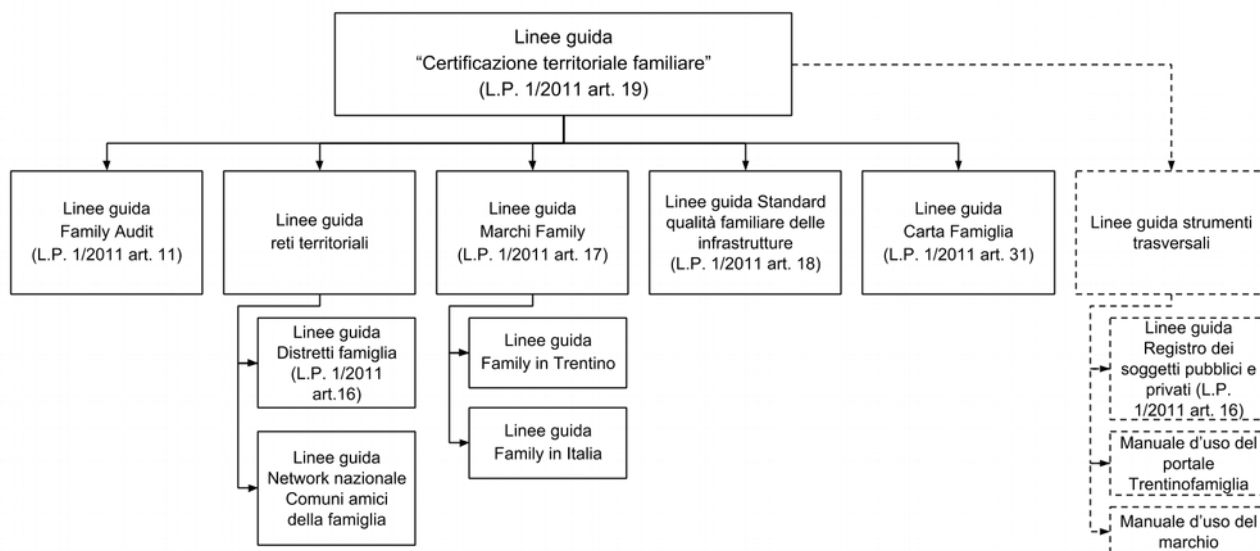 Linee guida
“Certificazione territoriale familiare”
(L.P. 1/2011 art. 19)
Linee guida
Family Audit
(L.P. 1/2011 art. 11)
Linee guida
reti territoriali
Linee guida
Marchi Family
(L.P. 1/2011 art. 17)
Linee guida Standard
qualità familiare delle
infrastrutture
(L.P. 1/2011 art. 18)
Linee guida
Carta Famiglia
(L.P. 1/2011 art. 31)
Linee guida strumenti
trasversali
Linee guida
Distretti famiglia
(L.P. 1/2011
art.16)
Linee guida
Network nazionale
Comuni amici
della famiglia
Linee guida
Family in Trentino
Linee guida
Family in Italia
Linee guida
Registro dei
soggetti pubblici e
privati (L.P.
1/2011 art. 16)
Manuale d’uso del
portale
Trentinofamiglia
Manuale d’uso del
marchio